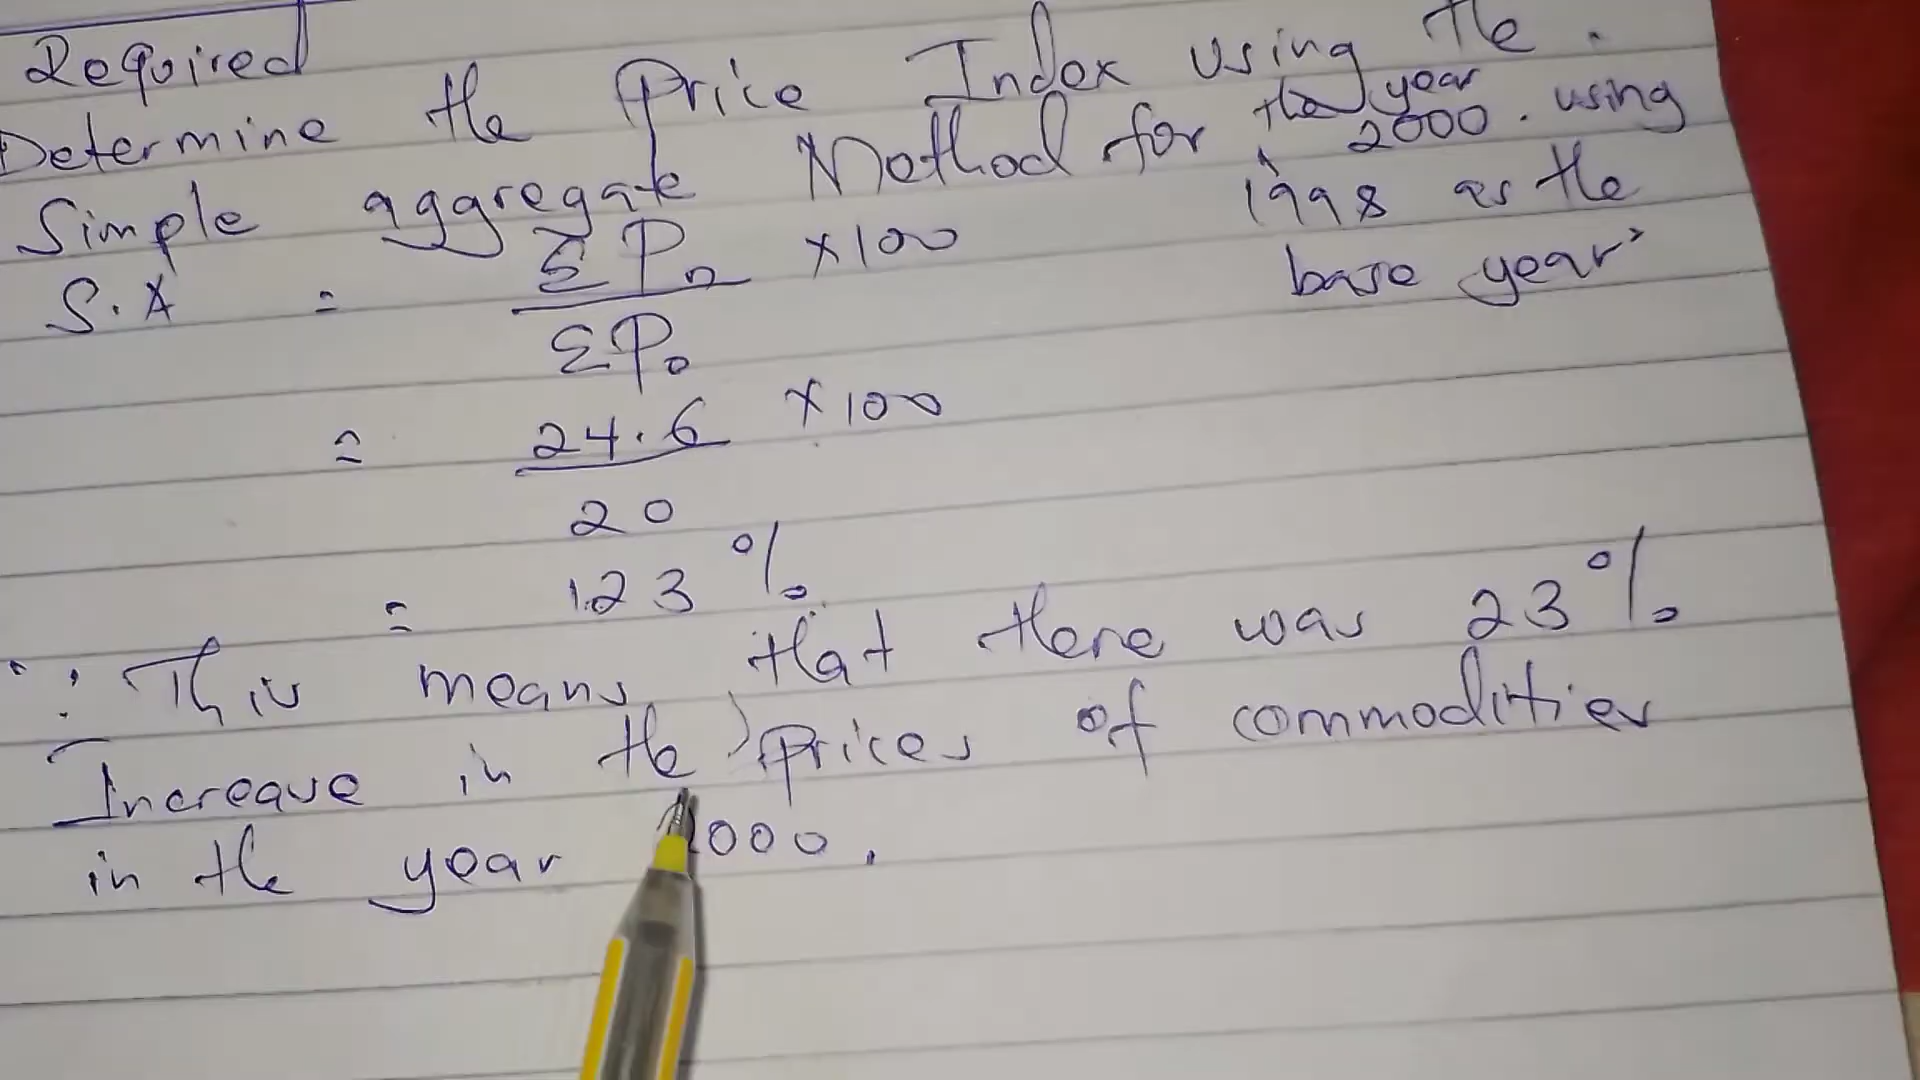 Required
Determine the Price Index using the.
Simple aggregate Method for the year 2000. using
1998 as the
base year
S.A = ΣPn/ΣP₀ ×100
= 24.6/20 ×100
= 123%
∵ This means that there was 23%
Increase in the prices of commodities
in the year 2000.